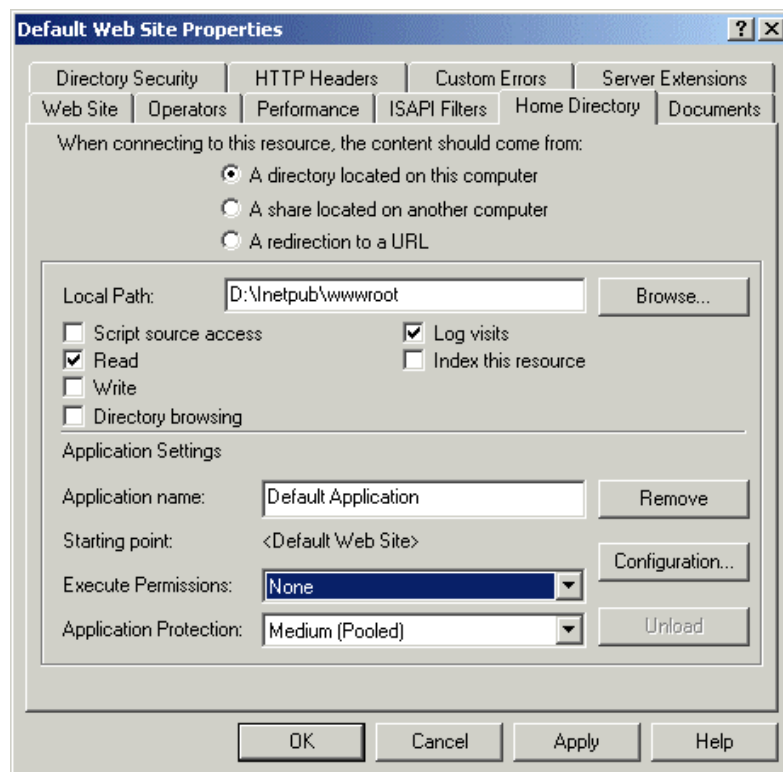 Default Web Site Properties
Directory Security HTTP Headers Custom Errors Server Extensions
Web Site Operators Performance ISAPI Filters Home Directory Documents
When connecting to this resource, the content should come from:
A directory located on this computer
A share located on another computer
A redirection to a URL
Local Path: D:\Inetpub\wwwroot Browse...
Script source access Log visits
Read Index this resource
Write
Directory browsing
Application Settings
Application name: Default Application Remove
Starting point: <Default Web Site>
Configuration...
Execute Permissions: None
Application Protection: Medium (Pooled) Unload
OK Cancel Apply Help